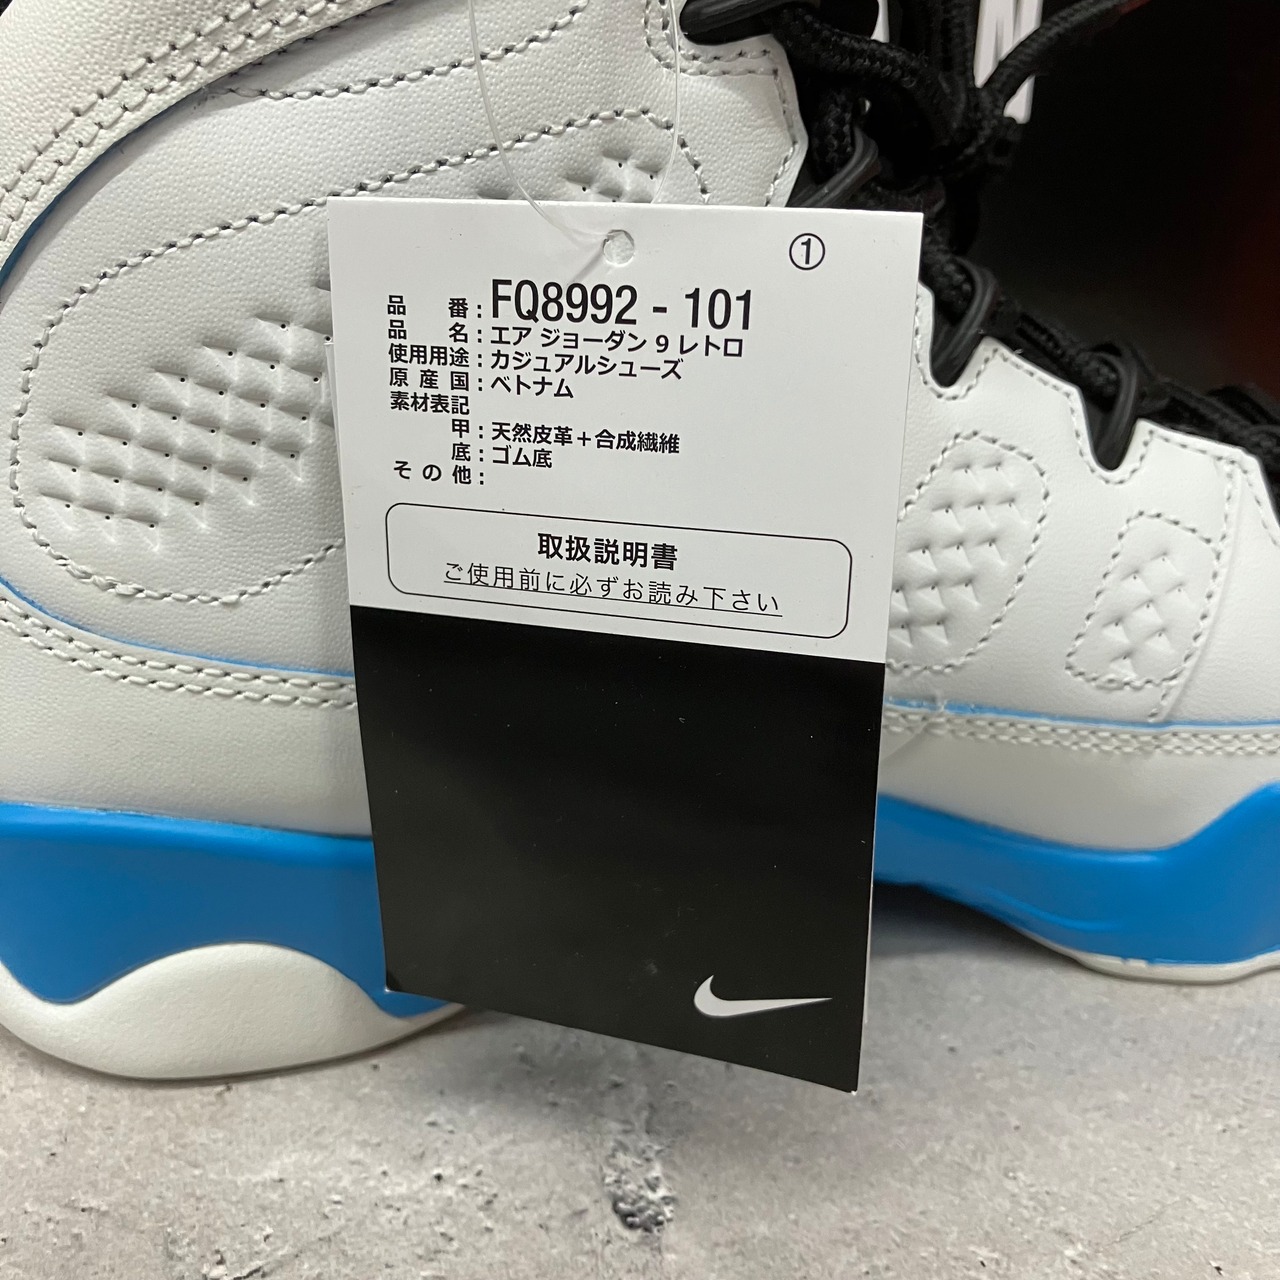 ①
品 番:FQ8992 - 101
品 名:エア ジョーダン 9 レトロ
使用用途:カジュアルシューズ
原 産 国:ベトナム
素材表記
甲:天然皮革+合成繊維
底:ゴム底
そ の 他:
取扱説明書
ご使用前に必ずお読み下さい